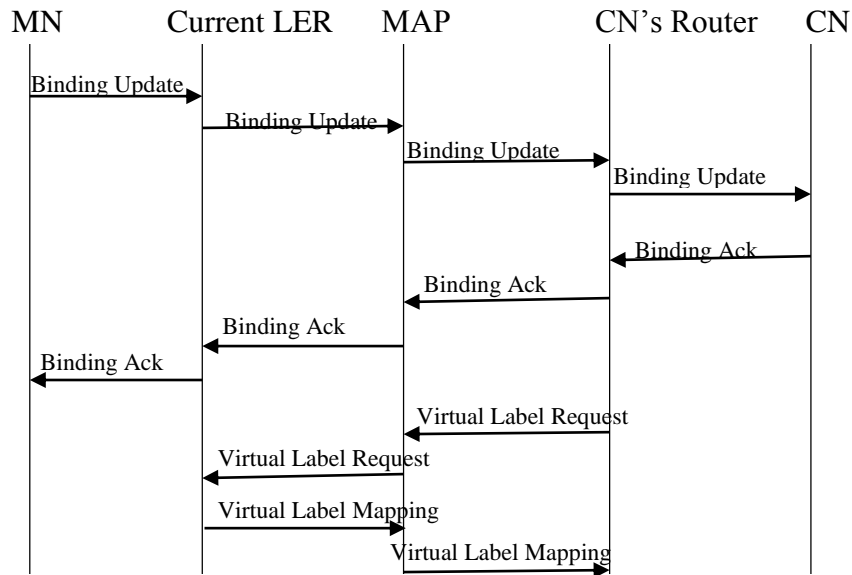 MN Current LER MAP CN’s Router CN
Binding Update
Binding Update
Binding Update
Binding Update
Binding Ack
Binding Ack
Binding Ack
Binding Ack
Virtual Label Request
Virtual Label Request
Virtual Label Mapping
Virtual Label Mapping